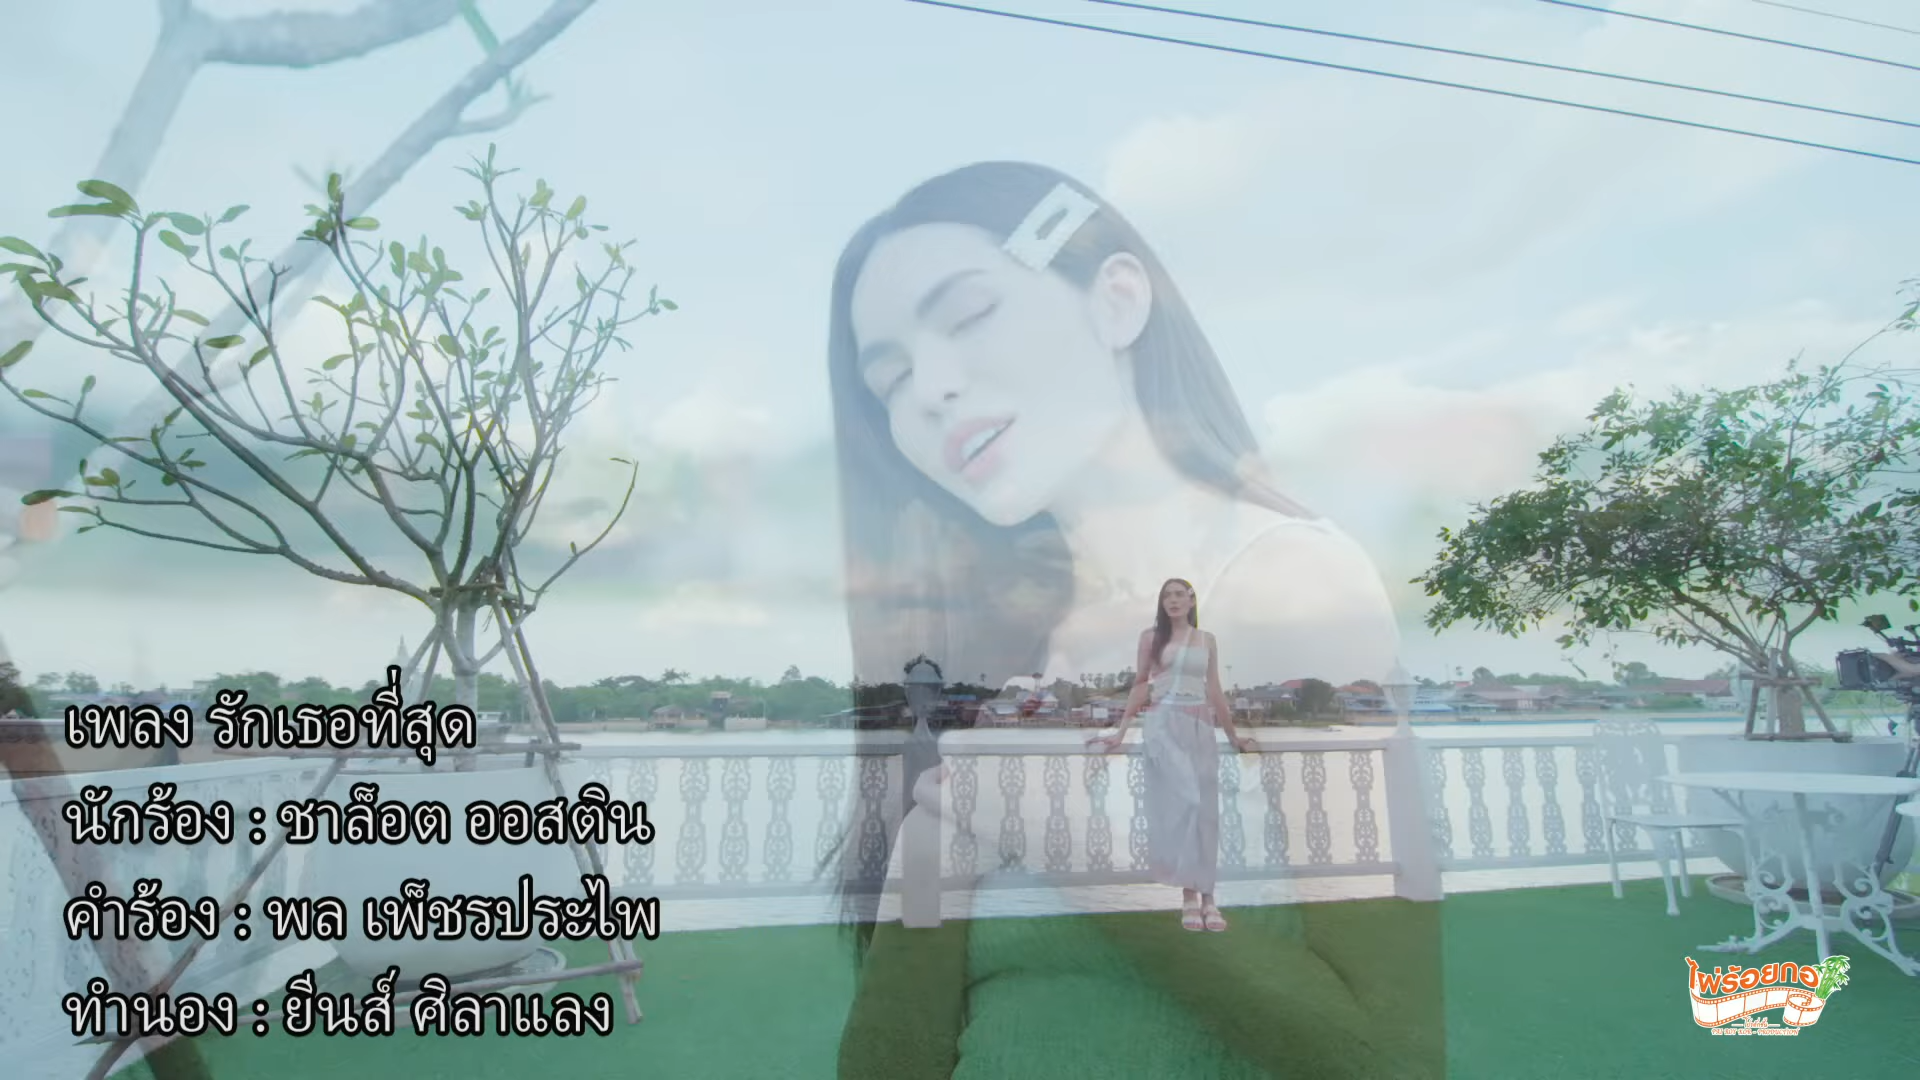 เพลง รักเธอที่สุด
นักร้อง : ชาล็อต ออสติน
คำร้อง : พล เพ็ชรประไพ
ทำนอง : ยีนส์ ศิลาแลง
ไผ่ร้อยกอ